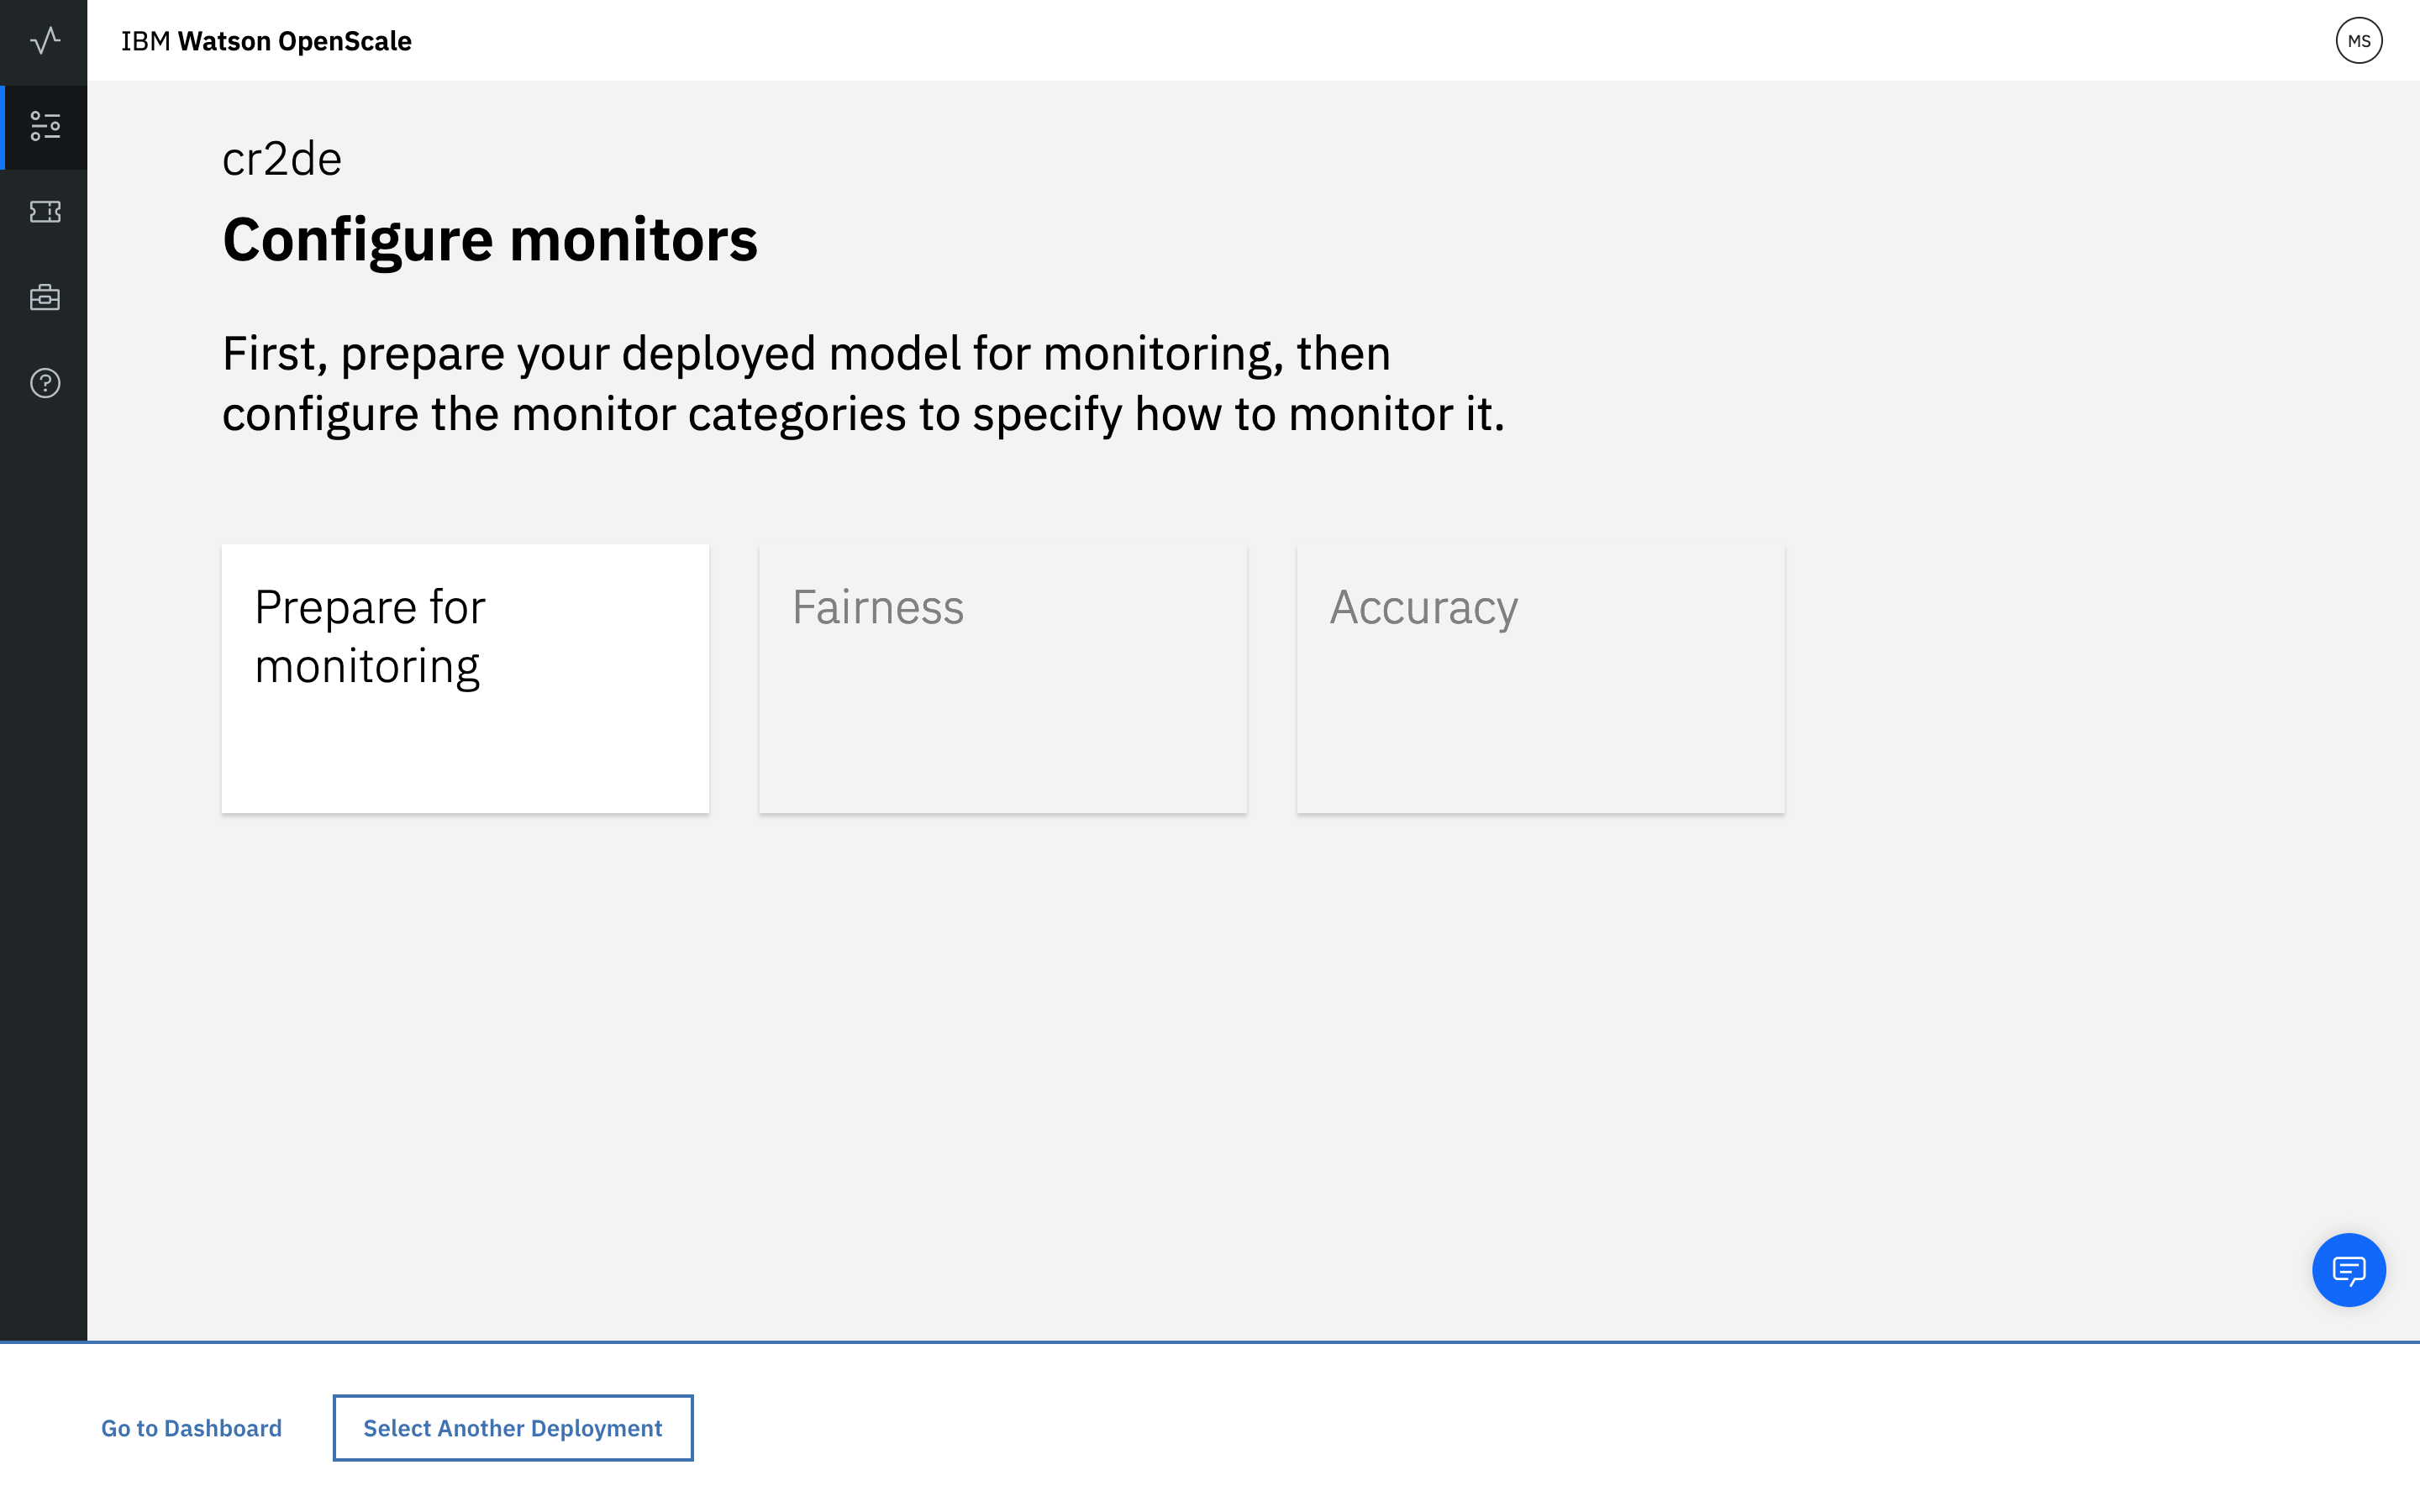 IBM Watson OpenScale
MS
cr2de
Configure monitors
First, prepare your deployed model for monitoring, then
configure the monitor categories to specify how to monitor it.
Prepare for
monitoring
Fairness
Accuracy
Go to Dashboard
Select Another Deployment